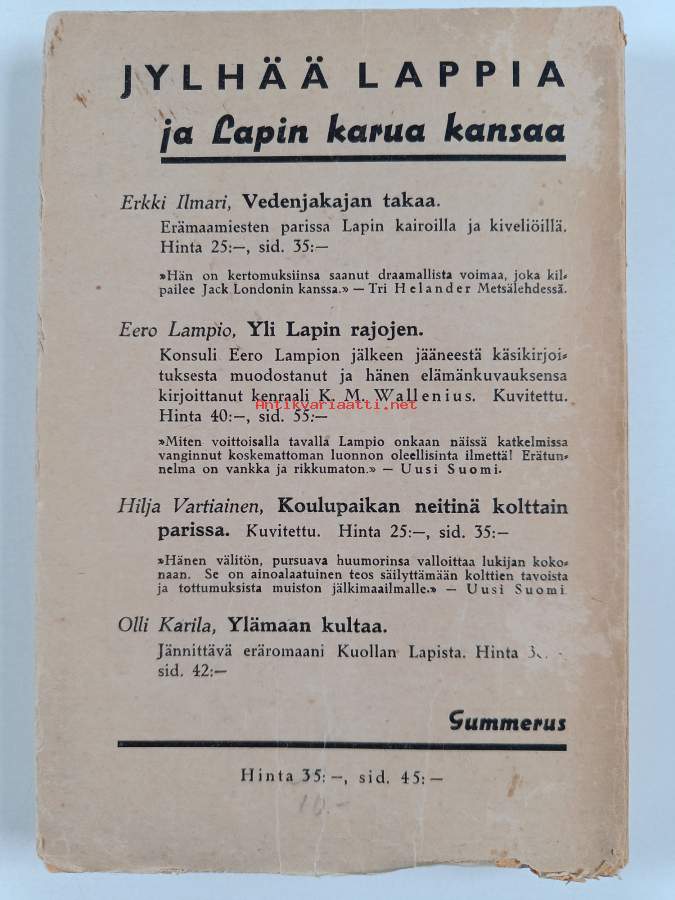 JYLHÄÄ LAPPIA
ja Lapin karua kansaa
Erkki Ilmari, Vedenjakajan takaa.
Erämaamiesten parissa Lapin kairoilla ja kiveliöillä.
Hinta 25:—, sid. 35:—
»Hän on kertomuksiinsa saanut draamallista voimaa, joka kil-
pailee Jack Londonin kanssa.» — Tri Helander Metsälehdessä.
Eero Lampio, Yli Lapin rajojen.
Konsuli Eero Lampion jälkeen jääneestä käsikirjoi-
tuksesta muodostanut ja hänen elämänkuvauksensa
kirjoittanut kenraali K. M. Wallenius. Kuvitettu.
Antikvariaatti.net
Hinta 40:—, sid. 55:—
»Miten voittoisalla tavalla Lampio onkaan näissä katkelmissa
vanginnut koskemattoman luonnon oleellisinta ilmettä! Erätun-
nelma on vankka ja rikkumaton.» — Uusi Suomi.
Hilja Vartiainen, Koulupaikan neitinä kolttain
parissa. Kuvitettu. Hinta 25:—, sid. 35:—
»Hänen välitön, pursuava huumorinsa valloittaa lukijan koko-
naan. Se on ainoalaatuinen teos säilyttämään kolttien tavoista
ja tottumuksista muiston jälkimaailmalle.» — Uusi Suomi
Olli Karila, Ylämaan kultaa.
Jännittävä eräromaani Kuollan Lapista. Hinta
sid. 42:—
Gummerus
Hinta 35:—, sid. 45:—
10.-